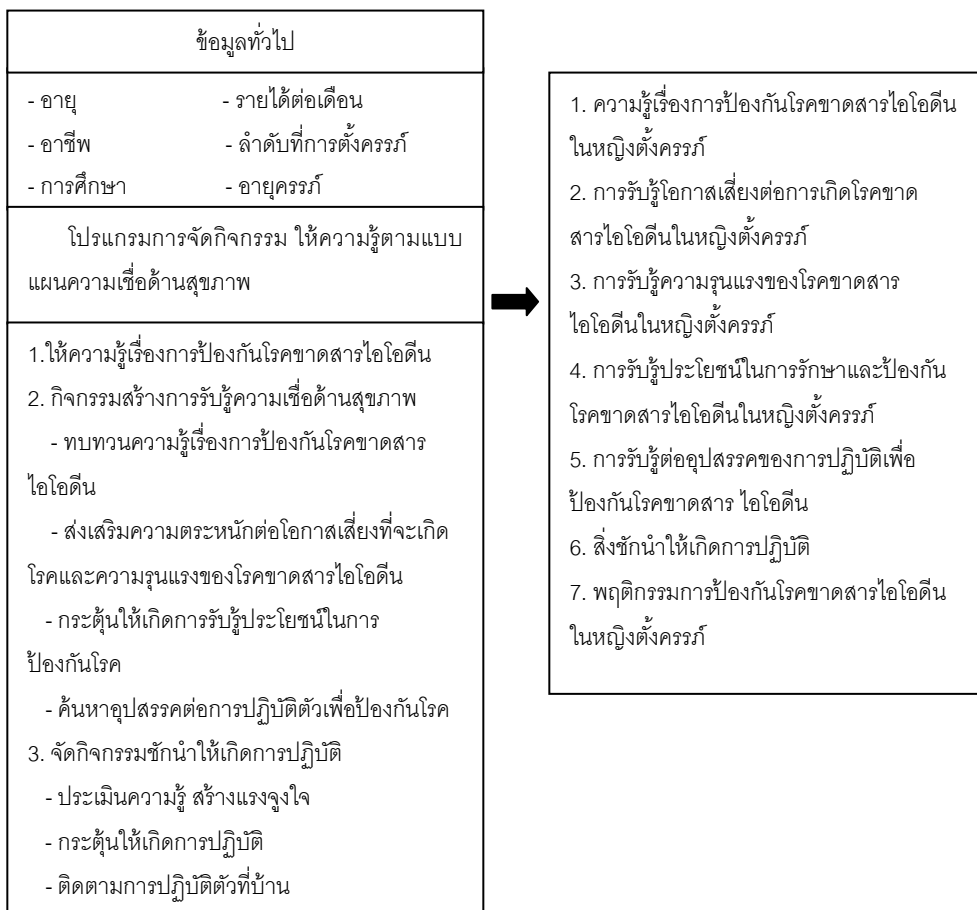 ข้อมูลทั่วไป
- อายุ - รายได้ต่อเดือน
- อาชีพ - ลำดับที่การตั้งครรภ์
- การศึกษา - อายุครรภ์
โปรแกรมการจัดกิจกรรม ให้ความรู้ตามแบบ
แผนความเชื่อด้านสุขภาพ
1.ให้ความรู้เรื่องการป้องกันโรคขาดสารไอโอดีน
2. กิจกรรมสร้างการรับรู้ความเชื่อด้านสุขภาพ
- ทบทวนความรู้เรื่องการป้องกันโรคขาดสาร
ไอโอดีน
- ส่งเสริมความตระหนักต่อโอกาสเสี่ยงที่จะเกิด
โรคและความรุนแรงของโรคขาดสารไอโอดีน
- กระตุ้นให้เกิดการรับรู้ประโยชน์ในการ
ป้องกันโรค
- ค้นหาอุปสรรคต่อการปฏิบัติตัวเพื่อป้องกันโรค
3. จัดกิจกรรมชักนำให้เกิดการปฏิบัติ
- ประเมินความรู้ สร้างแรงจูงใจ
- กระตุ้นให้เกิดการปฏิบัติ
- ติดตามการปฏิบัติตัวที่บ้าน
1. ความรู้เรื่องการป้องกันโรคขาดสารไอโอดีน
ในหญิงตั้งครรภ์
2. การรับรู้โอกาสเสี่ยงต่อการเกิดโรคขาด
สารไอโอดีนในหญิงตั้งครรภ์
3. การรับรู้ความรุนแรงของโรคขาดสาร
ไอโอดีนในหญิงตั้งครรภ์
4. การรับรู้ประโยชน์ในการรักษาและป้องกัน
โรคขาดสารไอโอดีนในหญิงตั้งครรภ์
5. การรับรู้ต่ออุปสรรคของการปฏิบัติเพื่อ
ป้องกันโรคขาดสาร ไอโอดีน
6. สิ่งชักนำให้เกิดการปฏิบัติ
7. พฤติกรรมการป้องกันโรคขาดสารไอโอดีน
ในหญิงตั้งครรภ์